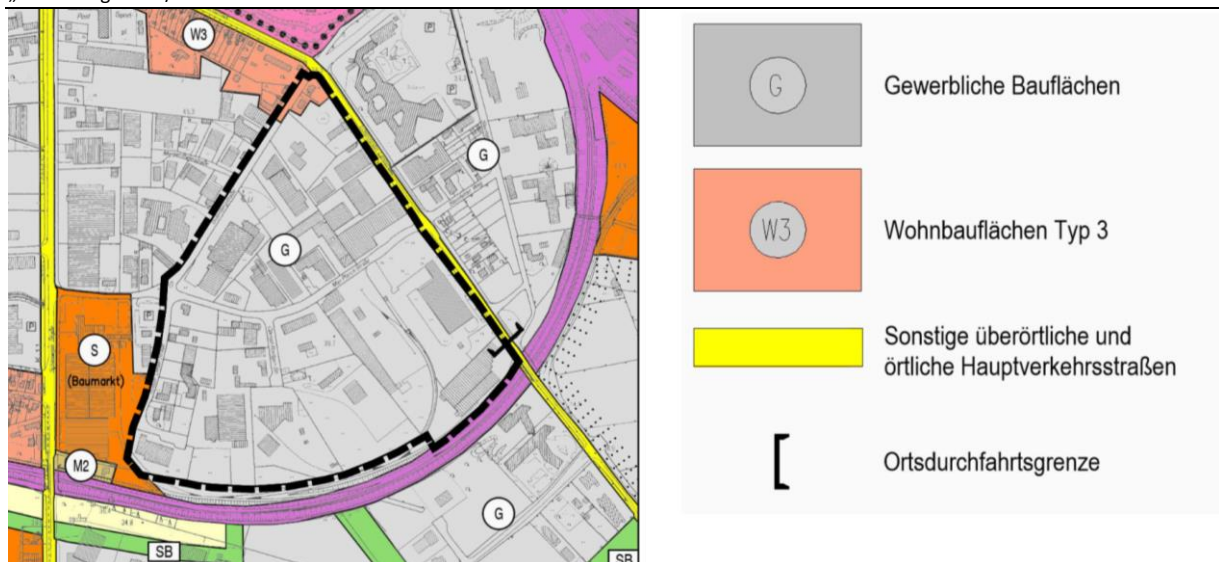 W3
P
P
G
G
P
S
(Baumarkt)
M2
G
SB
SB
G
Gewerbliche Bauflächen
W3
Wohnbauflächen Typ 3
Sonstige überörtliche und
örtliche Hauptverkehrsstraßen
Ortsdurchfahrtsgrenze